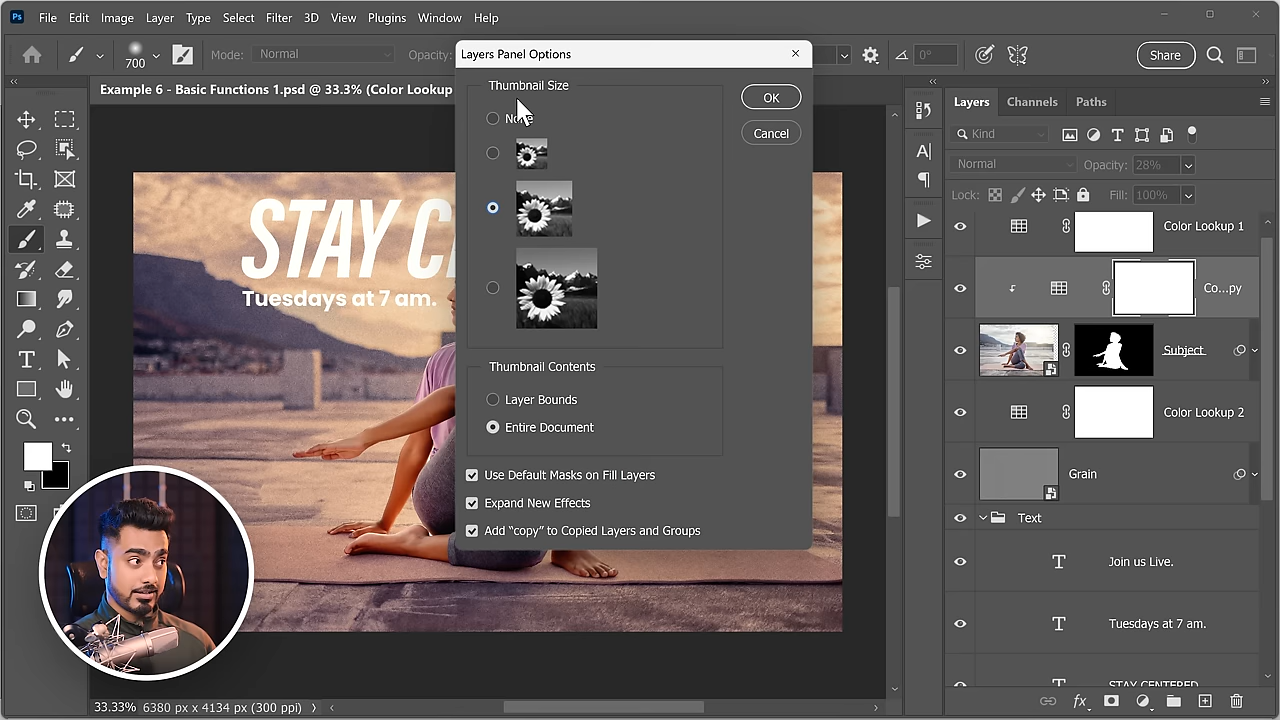 Ps File Edit Image Layer Type Select Filter 3D View Plugins Window Help
700 Mode: Normal Opacity: 0° Share
Example 6 - Basic Functions 1.psd @ 33.3% (Color Lookup
Layers Panel Options
Thumbnail Size
None
OK
Cancel
Thumbnail Contents
Layer Bounds
Entire Document
Use Default Masks on Fill Layers
Expand New Effects
Add “copy” to Copied Layers and Groups
STAY C
Tuesdays at 7 am.
Layers Channels Paths
Kind
Normal Opacity: 28%
Lock: Fill: 100%
Color Lookup 1
Co...py
Subject
Color Lookup 2
Grain
Text
T Join us Live.
T Tuesdays at 7 am.
T STAY CENTERED
fx
33.33% 6380 px x 4134 px (300 ppi)